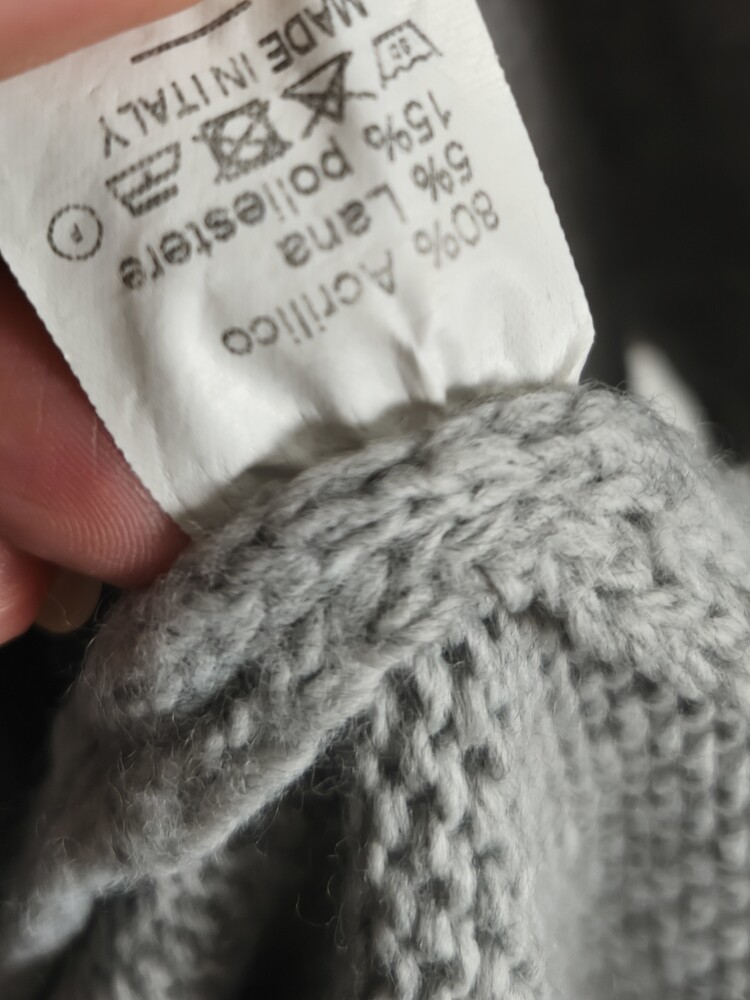 80% Acrilico
5% Lana
15% poliestere
P
MADE IN ITALY